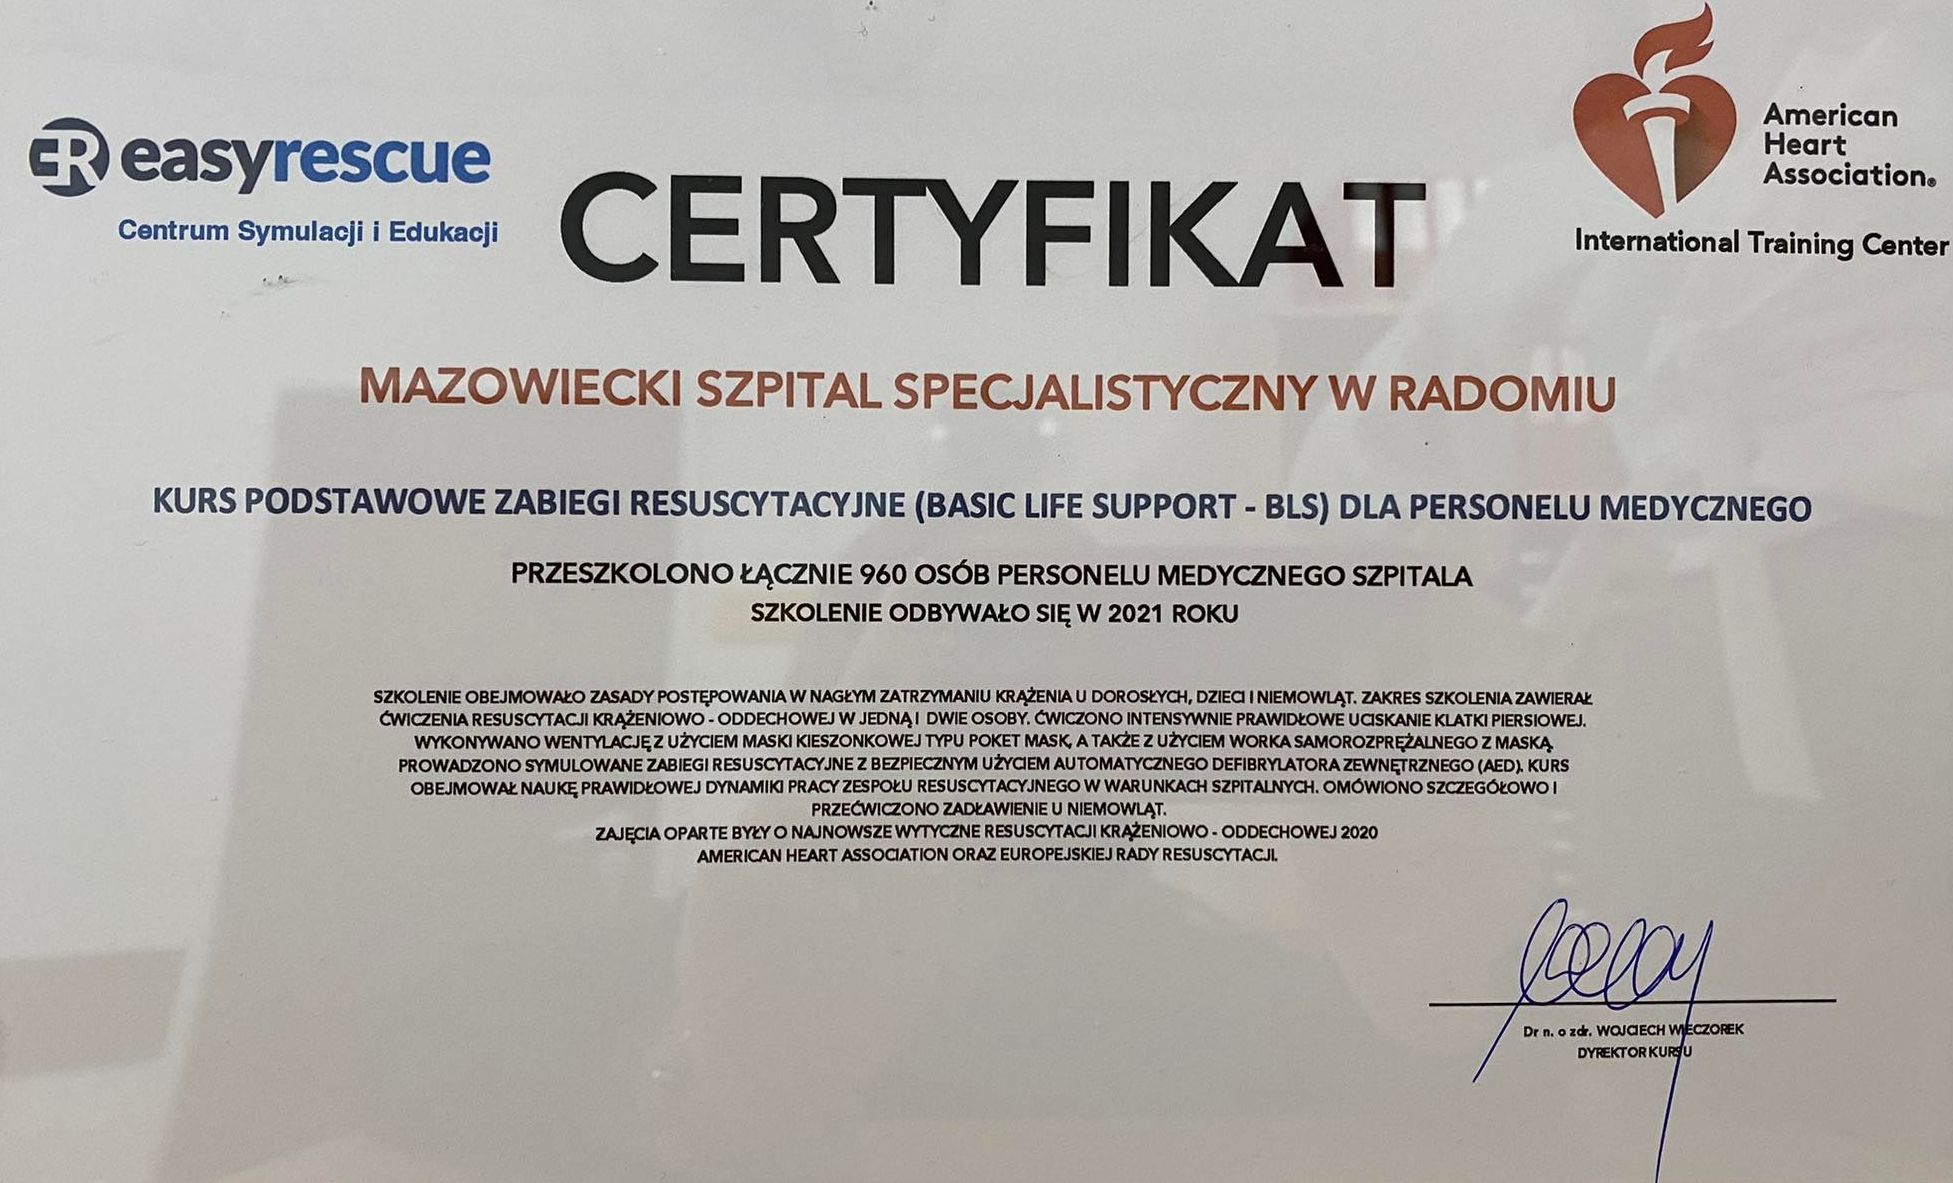 ER easyrescue
Centrum Symulacji i Edukacji
American
Heart
Association®
International Training Center
CERTYFIKAT
MAZOWIECKI SZPITAL SPECJALISTYCZNY W RADOMIU
KURS PODSTAWOWE ZABIEGI RESUSCYTACYJNE (BASIC LIFE SUPPORT - BLS) DLA PERSONELU MEDYCZNEGO
PRZESZKOLONO ŁĄCZNIE 960 OSÓB PERSONELU MEDYCZNEGO SZPITALA
SZKOLENIE ODBYWAŁO SIĘ W 2021 ROKU
SZKOLENIE OBEJMOWAŁO ZASADY POSTĘPOWANIA W NAGŁYM ZATRZYMANIU KRĄŻENIA U DOROSŁYCH, DZIECI I NIEMOWLĄT. ZAKRES SZKOLENIA ZAWIERAŁ
ĆWICZENIA RESUSCYTACJI KRĄŻENIOWO - ODDECHOWEJ W JEDNĄ I DWIE OSOBY. ĆWICZONO INTENSYWNIE PRAWIDŁOWE UCISKANIE KLATKI PIERSIOWEJ.
WYKONYWANO WENTYLACJĘ Z UŻYCIEM MASKI KIESZONKOWEJ TYPU POKET MASK, A TAKŻE Z UŻYCIEM WORKA SAMOROZPRĘŻALNEGO Z MASKĄ.
PROWADZONO SYMULOWANE ZABIEGI RESUSCYTACYJNE Z BEZPIECZNYM UŻYCIEM AUTOMATYCZNEGO DEFIBRYLATORA ZEWNĘTRZNEGO (AED). KURS
OBEJMOWAŁ NAUKĘ PRAWIDŁOWEJ DYNAMIKI PRACY ZESPOŁU RESUSCYTACYJNEGO W WARUNKACH SZPITALNYCH. OMÓWIONO SZCZEGÓŁOWO I
PRZEĆWICZONO ZADŁAWIENIE U NIEMOWLĄT.
ZAJĘCIA OPARTE BYŁY O NAJNOWSZE WYTYCZNE RESUSCYTACJI KRĄŻENIOWO - ODDECHOWEJ 2020
AMERICAN HEART ASSOCIATION ORAZ EUROPEJSKIEJ RADY RESUSCYTACJI.
Dr n. o zdr. WOJCIECH WIECZOREK
DYREKTOR KURSU